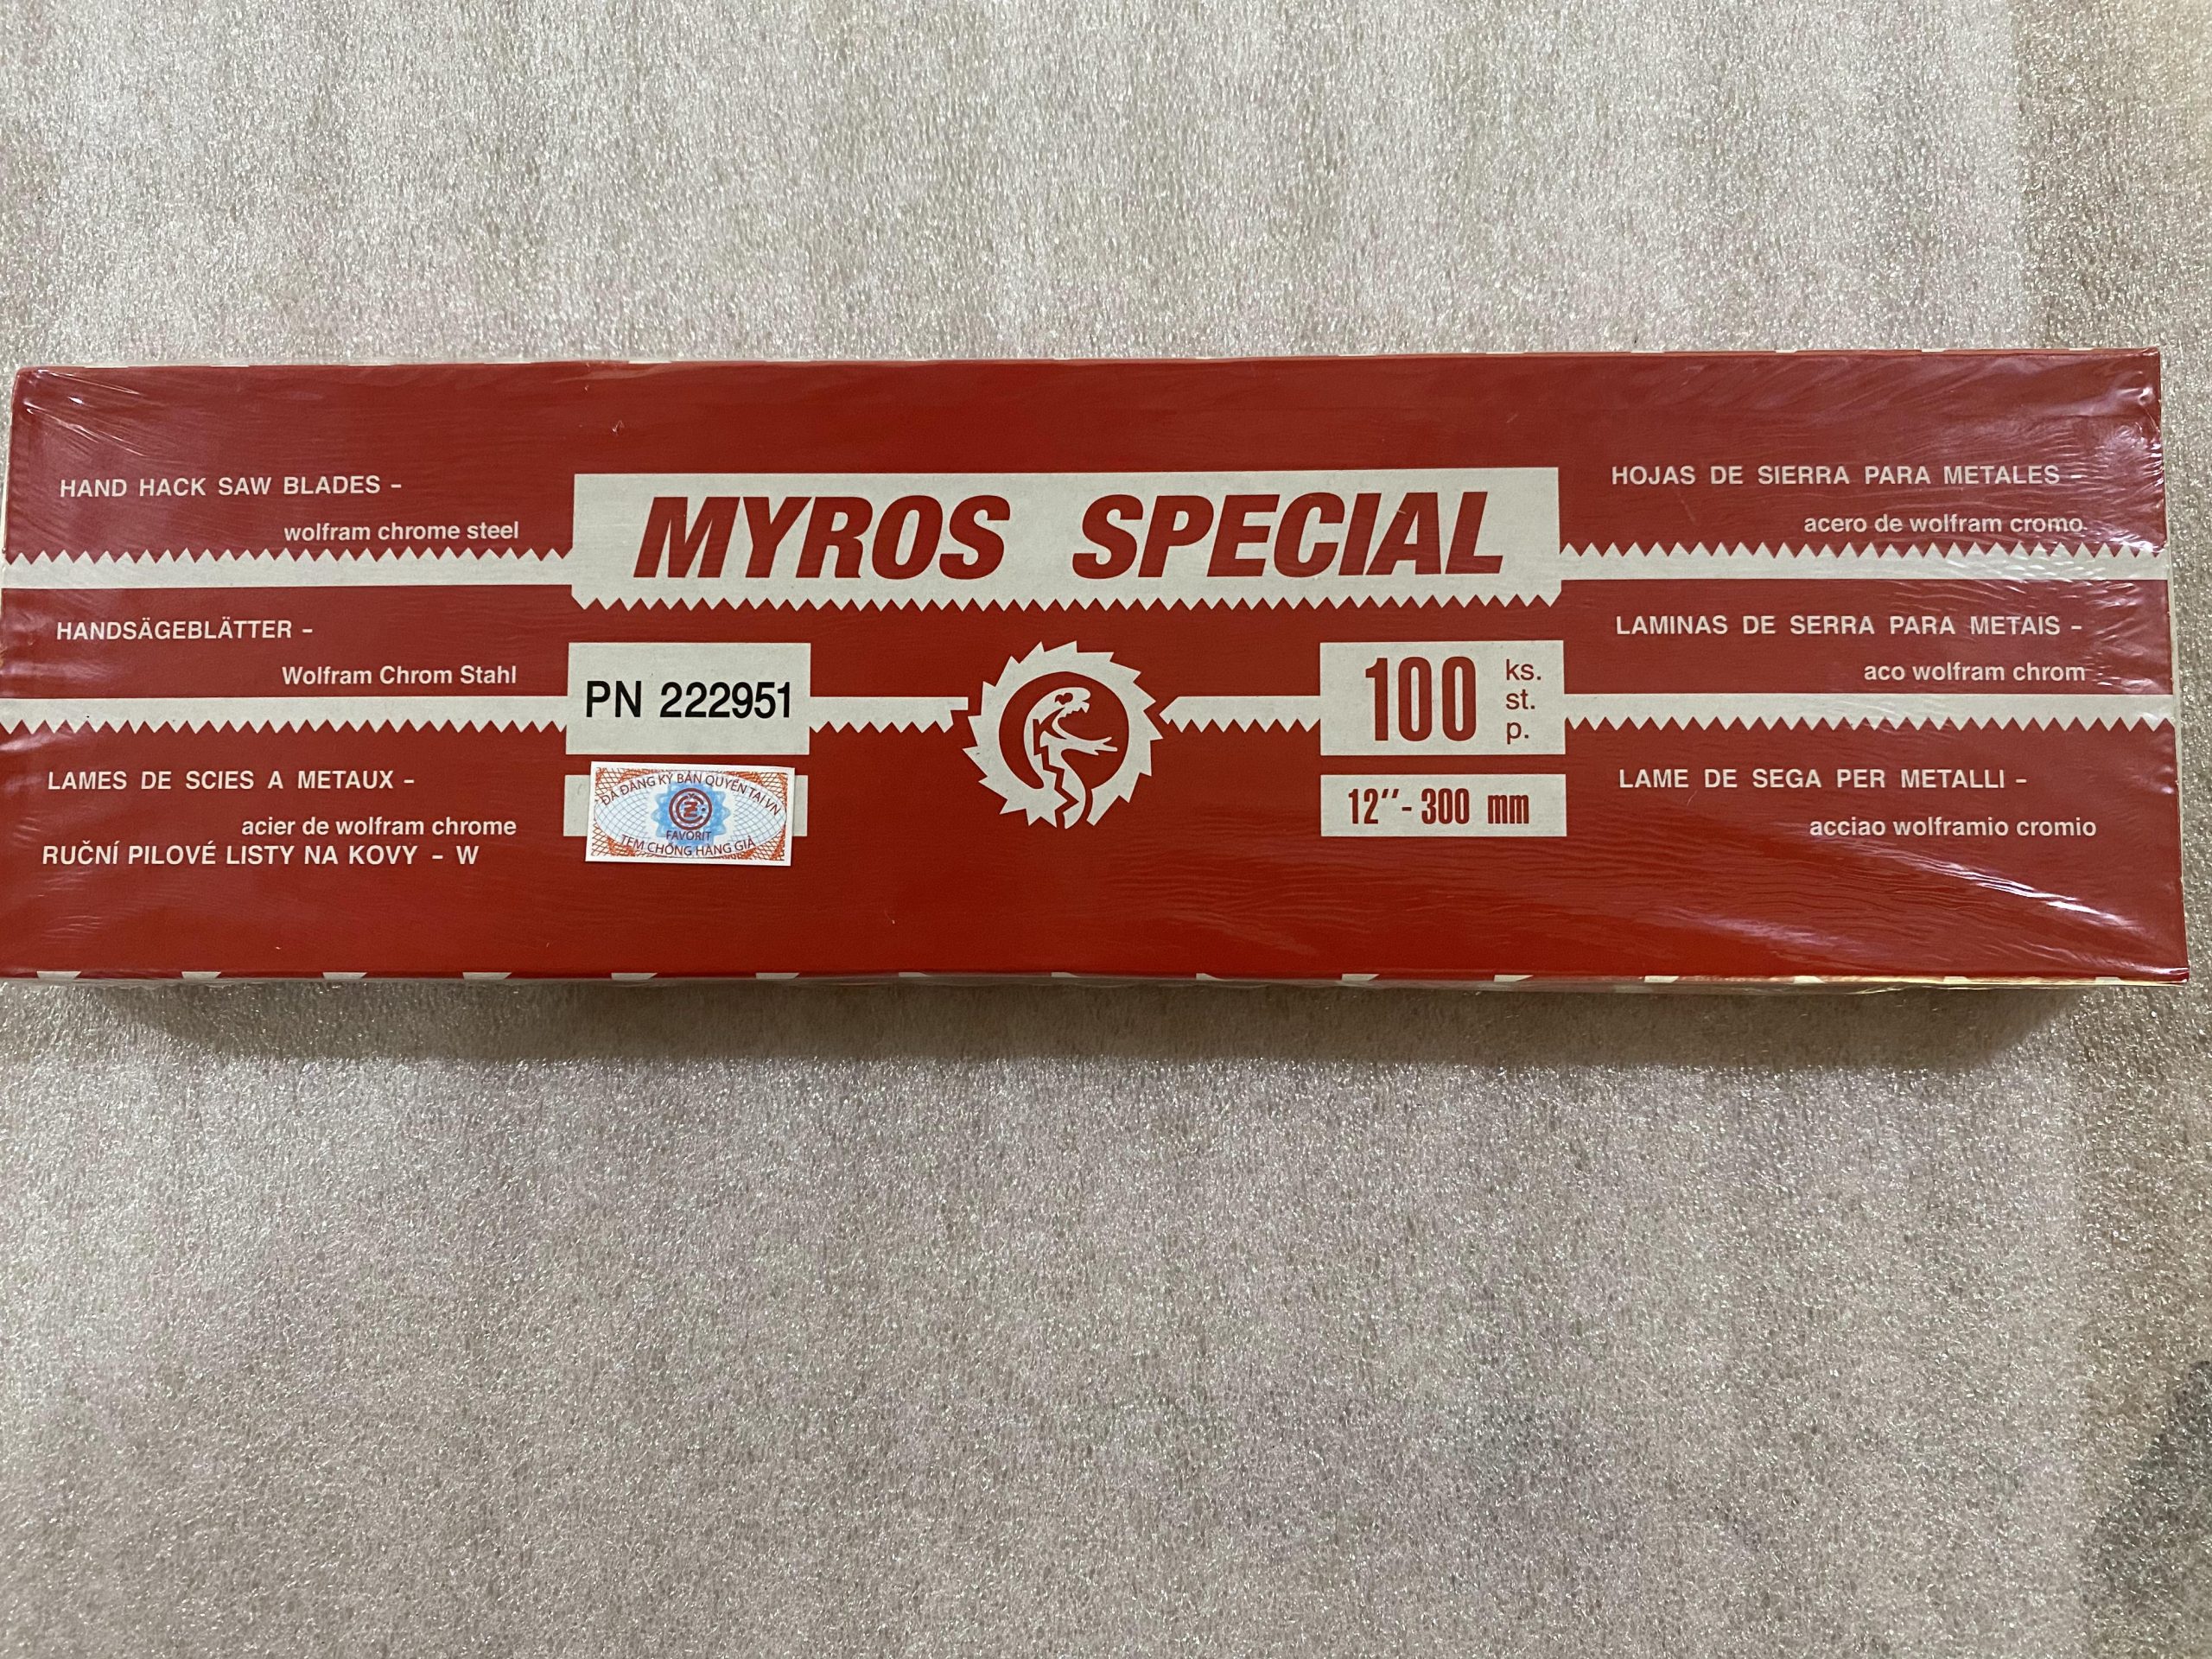 HAND HACK SAW BLADES -
wolfram chrome steel
HANDSÄGEBLÄTTER -
Wolfram Chrom Stahl
LAMES DE SCIES A METAUX -
acier de wolfram chrome
RUČNÍ PILOVÉ LISTY NA KOVY - W
MYROS SPECIAL
PN 222951
ĐÃ ĐĂNG KÝ BẢN QUYỀN TẠI VN
FAVORIT
TEM CHỐNG HÀNG GIẢ
100 ks.
st.
p.
12″- 300 mm
HOJAS DE SIERRA PARA METALES -
acero de wolfram cromo
LAMINAS DE SERRA PARA METAIS -
aco wolfram chrom
LAME DE SEGA PER METALLI -
acciao wolframio cromio